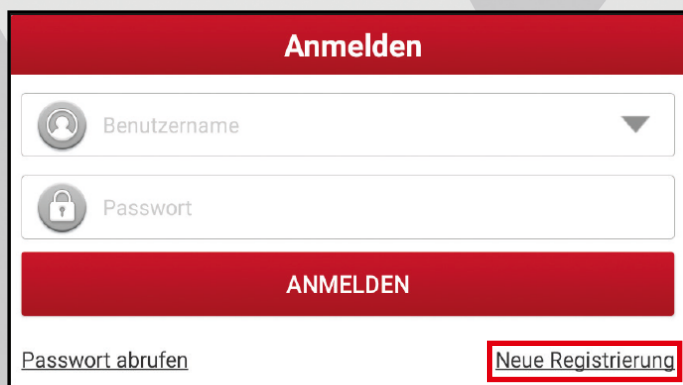 Anmelden
Benutzername
Passwort
ANMELDEN
Passwort abrufen Neue Registrierung